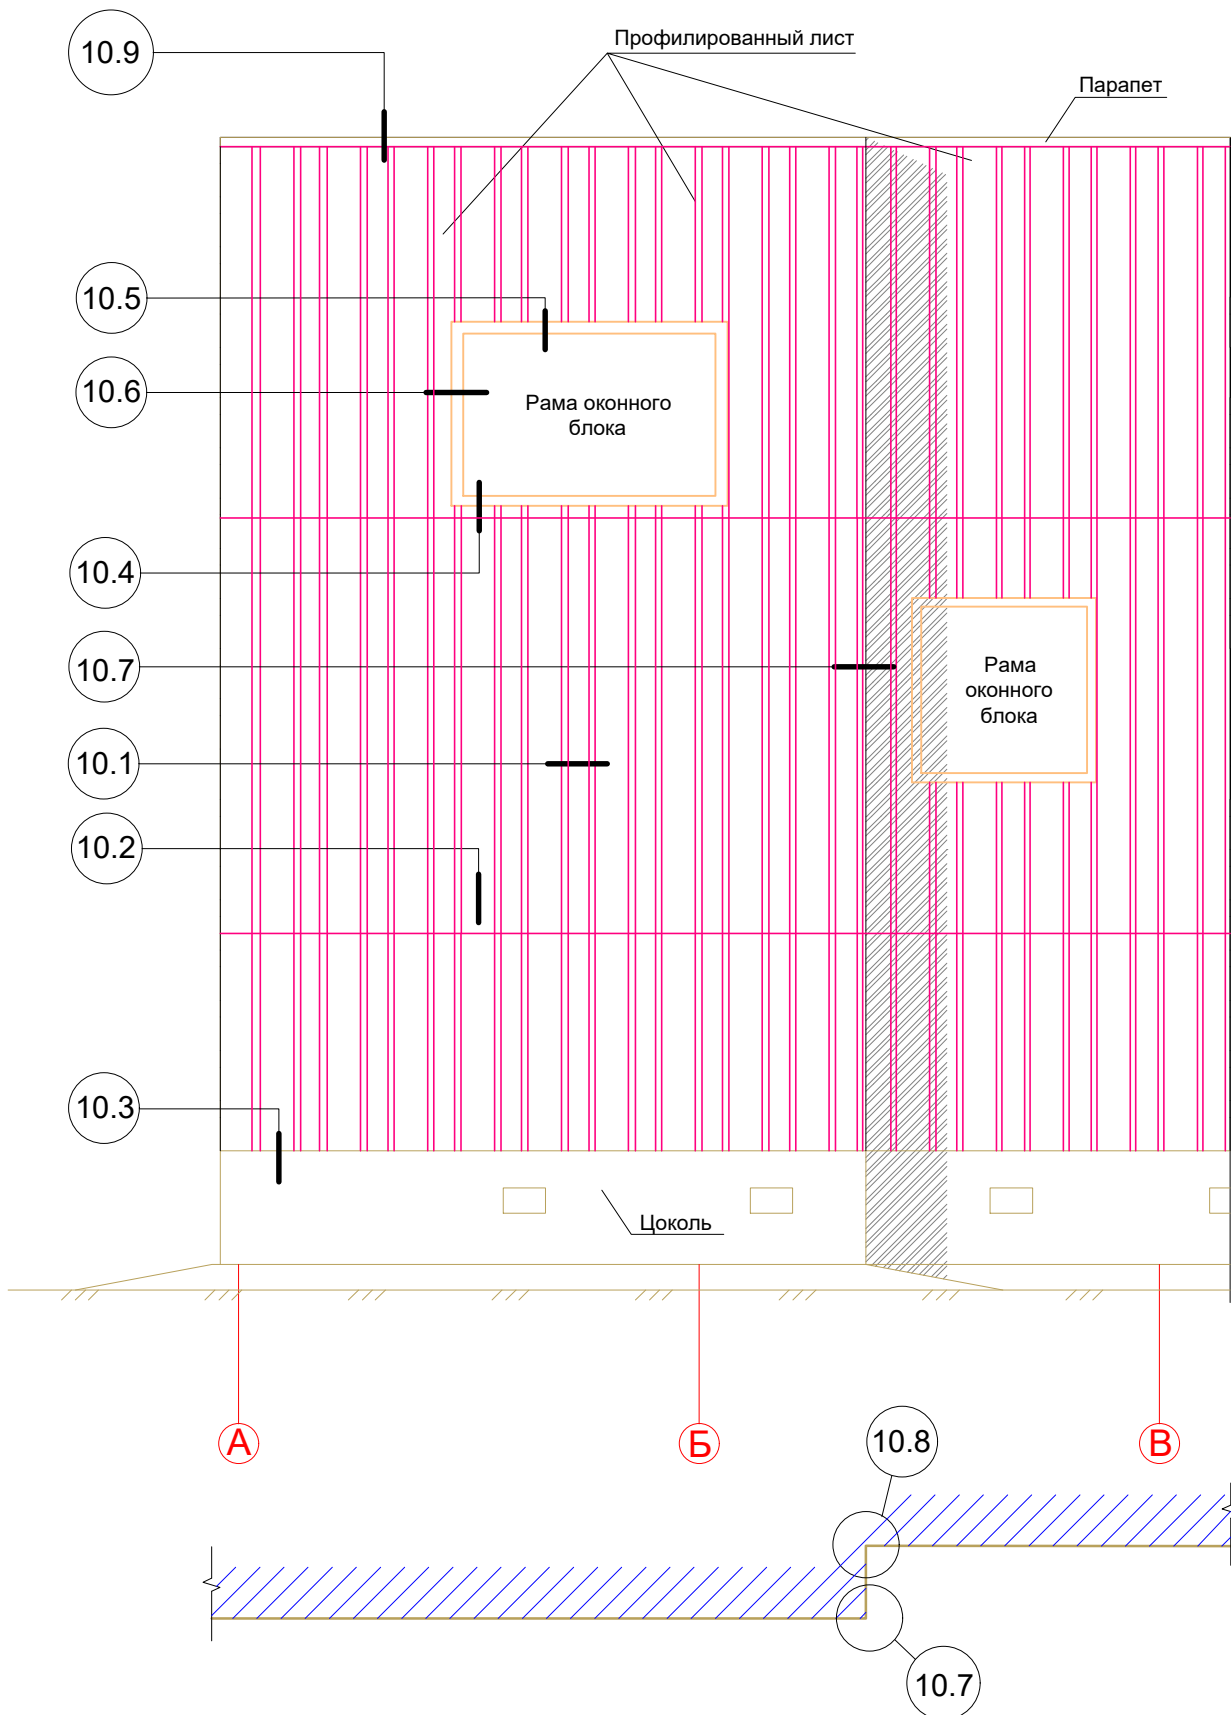 Профилированный лист
10.9
Парапет
10.5
10.6
Рама оконного
блока
10.4
10.7
Рама
оконного
блока
10.1
10.2
10.3
Цоколь
А
Б
В
10.8
10.7